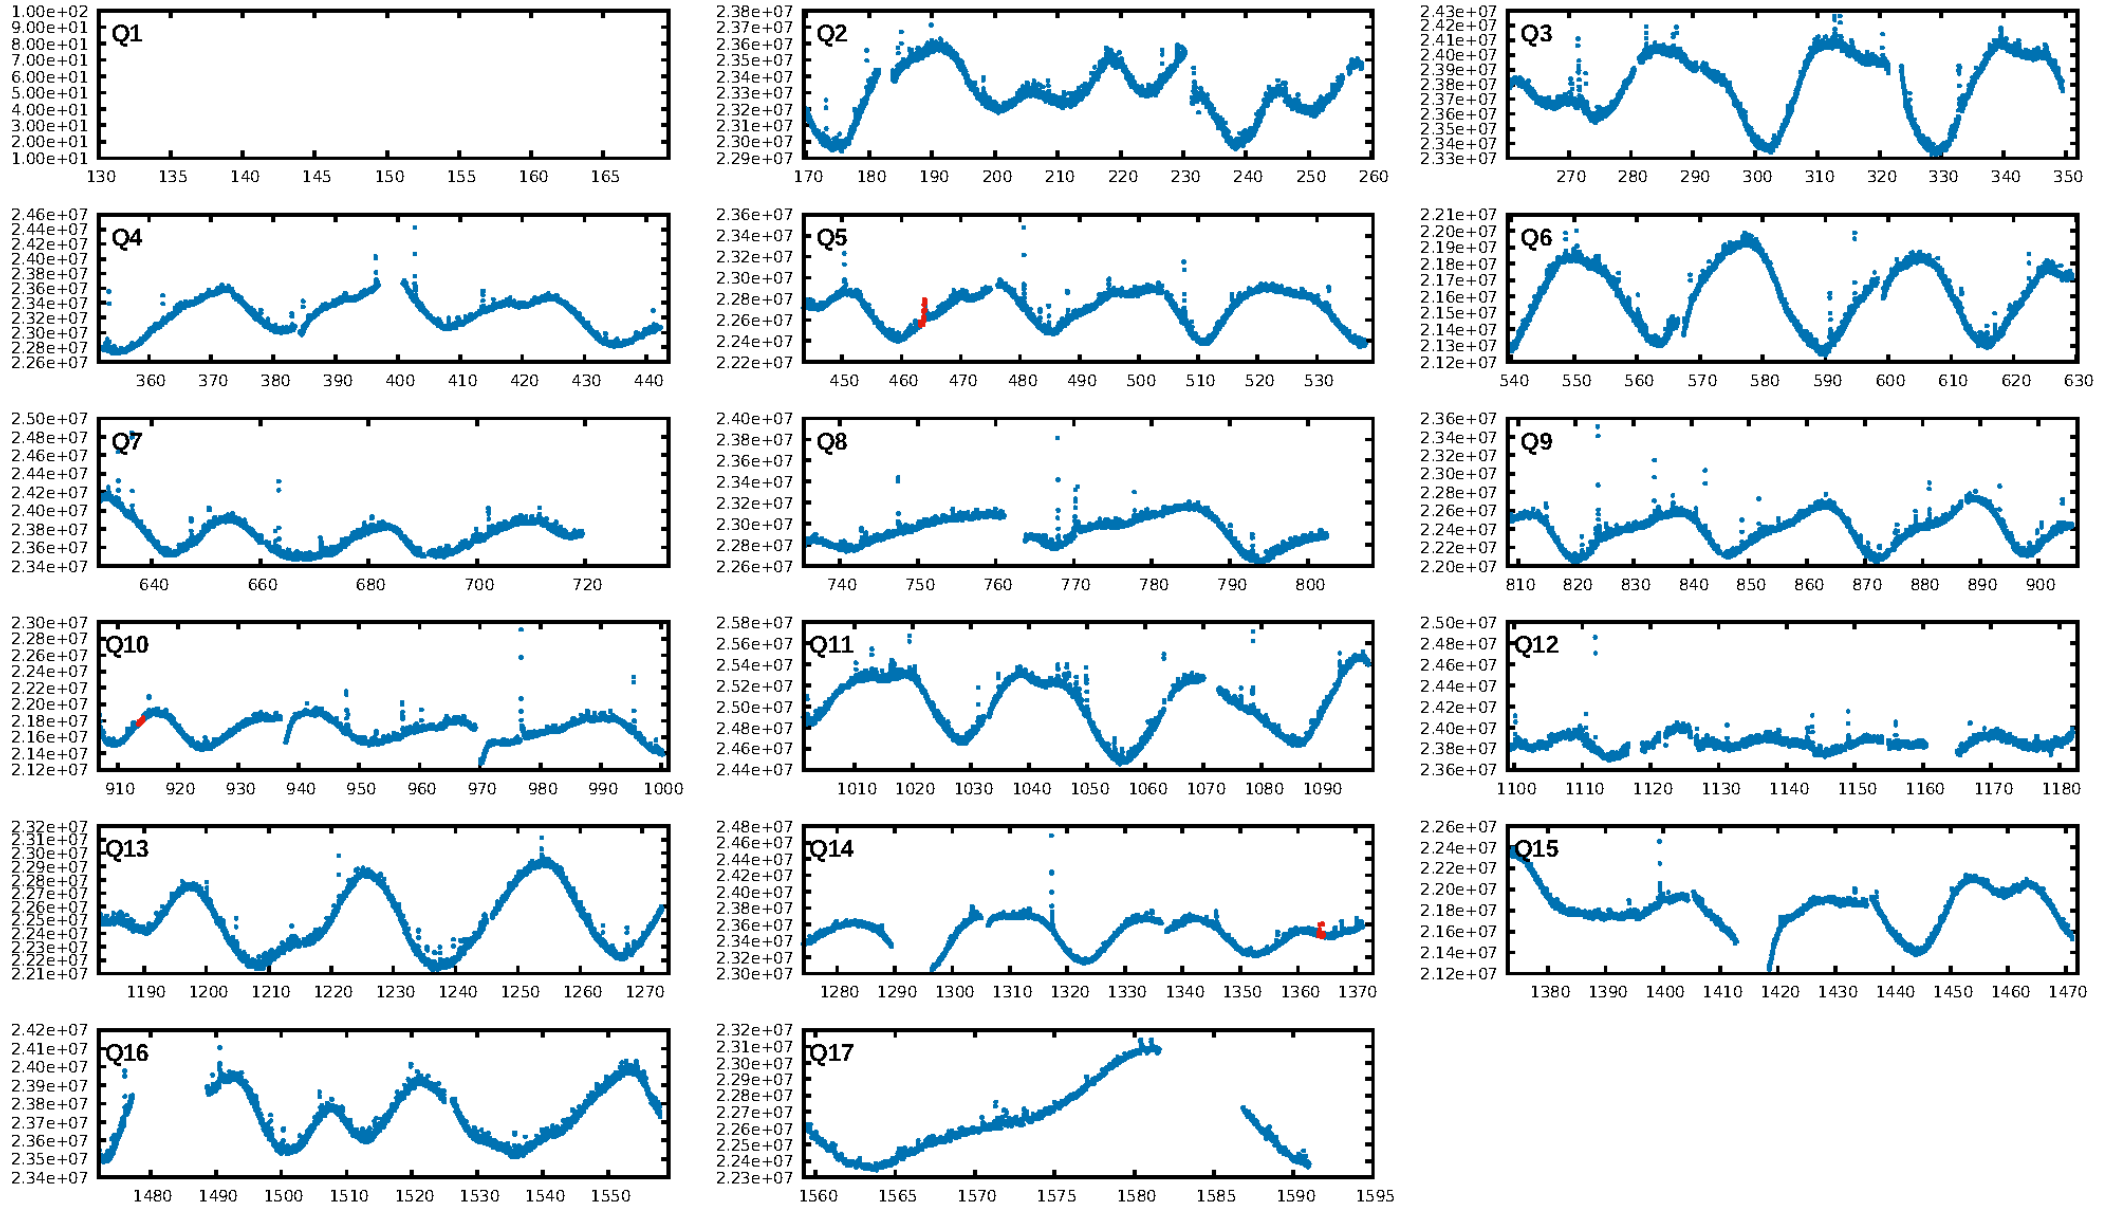 Q1
1.00e+02
9.00e+01
8.00e+01
7.00e+01
6.00e+01
5.00e+01
4.00e+01
3.00e+01
2.00e+01
1.00e+01
130 135 140 145 150 155 160 165
Q2
2.38e+07
2.37e+07
2.36e+07
2.35e+07
2.34e+07
2.33e+07
2.32e+07
2.31e+07
2.30e+07
2.29e+07
170 180 190 200 210 220 230 240 250 260
Q3
2.43e+07
2.42e+07
2.41e+07
2.40e+07
2.39e+07
2.38e+07
2.37e+07
2.36e+07
2.35e+07
2.34e+07
2.33e+07
270 280 290 300 310 320 330 340 350
Q4
2.46e+07
2.44e+07
2.42e+07
2.40e+07
2.38e+07
2.36e+07
2.34e+07
2.32e+07
2.30e+07
2.28e+07
2.26e+07
360 370 380 390 400 410 420 430 440
Q5
2.36e+07
2.34e+07
2.32e+07
2.30e+07
2.28e+07
2.26e+07
2.24e+07
2.22e+07
450 460 470 480 490 500 510 520 530
Q6
2.21e+07
2.20e+07
2.19e+07
2.18e+07
2.17e+07
2.16e+07
2.15e+07
2.14e+07
2.13e+07
2.12e+07
540 550 560 570 580 590 600 610 620 630
Q7
2.50e+07
2.48e+07
2.46e+07
2.44e+07
2.42e+07
2.40e+07
2.38e+07
2.36e+07
2.34e+07
640 660 680 700 720
Q8
2.40e+07
2.38e+07
2.36e+07
2.34e+07
2.32e+07
2.30e+07
2.28e+07
2.26e+07
740 750 760 770 780 790 800
Q9
2.36e+07
2.34e+07
2.32e+07
2.30e+07
2.28e+07
2.26e+07
2.24e+07
2.22e+07
2.20e+07
810 820 830 840 850 860 870 880 890 900
Q10
2.30e+07
2.28e+07
2.26e+07
2.24e+07
2.22e+07
2.20e+07
2.18e+07
2.16e+07
2.14e+07
2.12e+07
910 920 930 940 950 960 970 980 990 1000
Q11
2.58e+07
2.56e+07
2.54e+07
2.52e+07
2.50e+07
2.48e+07
2.46e+07
2.44e+07
1010 1020 1030 1040 1050 1060 1070 1080 1090
Q12
2.50e+07
2.48e+07
2.46e+07
2.44e+07
2.42e+07
2.40e+07
2.38e+07
2.36e+07
1100 1110 1120 1130 1140 1150 1160 1170 1180
Q13
2.32e+07
2.31e+07
2.30e+07
2.29e+07
2.28e+07
2.27e+07
2.26e+07
2.25e+07
2.24e+07
2.23e+07
2.22e+07
2.21e+07
1190 1200 1210 1220 1230 1240 1250 1260 1270
Q14
2.48e+07
2.46e+07
2.44e+07
2.42e+07
2.40e+07
2.38e+07
2.36e+07
2.34e+07
2.32e+07
2.30e+07
1280 1290 1300 1310 1320 1330 1340 1350 1360 1370
Q15
2.26e+07
2.24e+07
2.22e+07
2.20e+07
2.18e+07
2.16e+07
2.14e+07
2.12e+07
1380 1390 1400 1410 1420 1430 1440 1450 1460 1470
Q16
2.42e+07
2.41e+07
2.40e+07
2.39e+07
2.38e+07
2.37e+07
2.36e+07
2.35e+07
2.34e+07
1480 1490 1500 1510 1520 1530 1540 1550
Q17
2.32e+07
2.31e+07
2.30e+07
2.29e+07
2.28e+07
2.27e+07
2.26e+07
2.25e+07
2.24e+07
2.23e+07
1560 1565 1570 1575 1580 1585 1590 1595